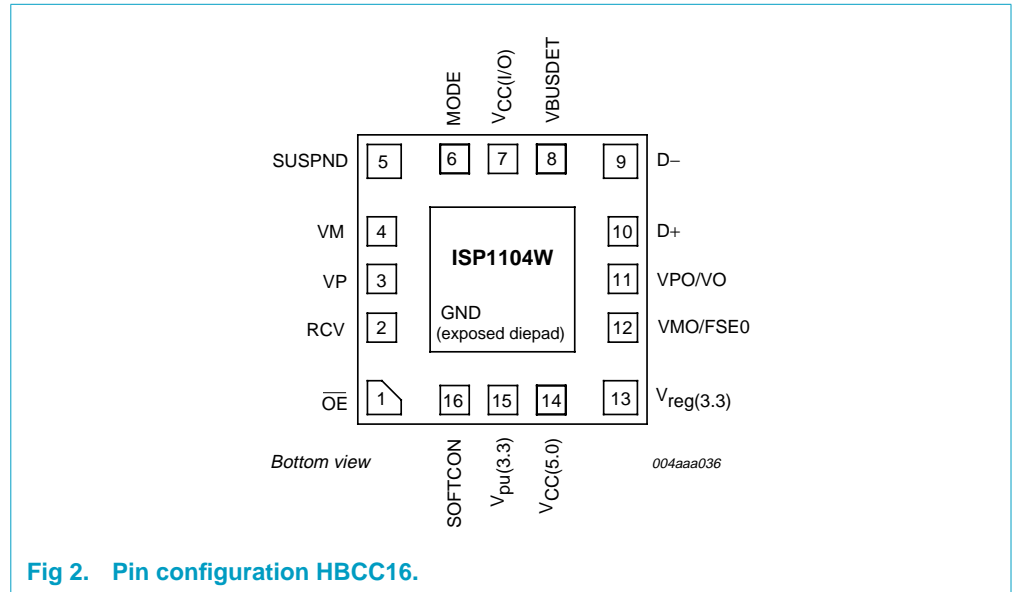 MODE
VCC(I/O)
VBUSDET
SUSPND 5 6 7 8 9 D−
VM 4 10 D+
ISP1104W
VP 3 11 VPO/VO
GND
(exposed diepad)
RCV 2 12 VMO/FSE0
O̅E̅ 1 16 15 14 13 Vreg(3.3)
SOFTCON
Vpu(3.3)
VCC(5.0)
Bottom view
004aaa036
Fig 2. Pin configuration HBCC16.